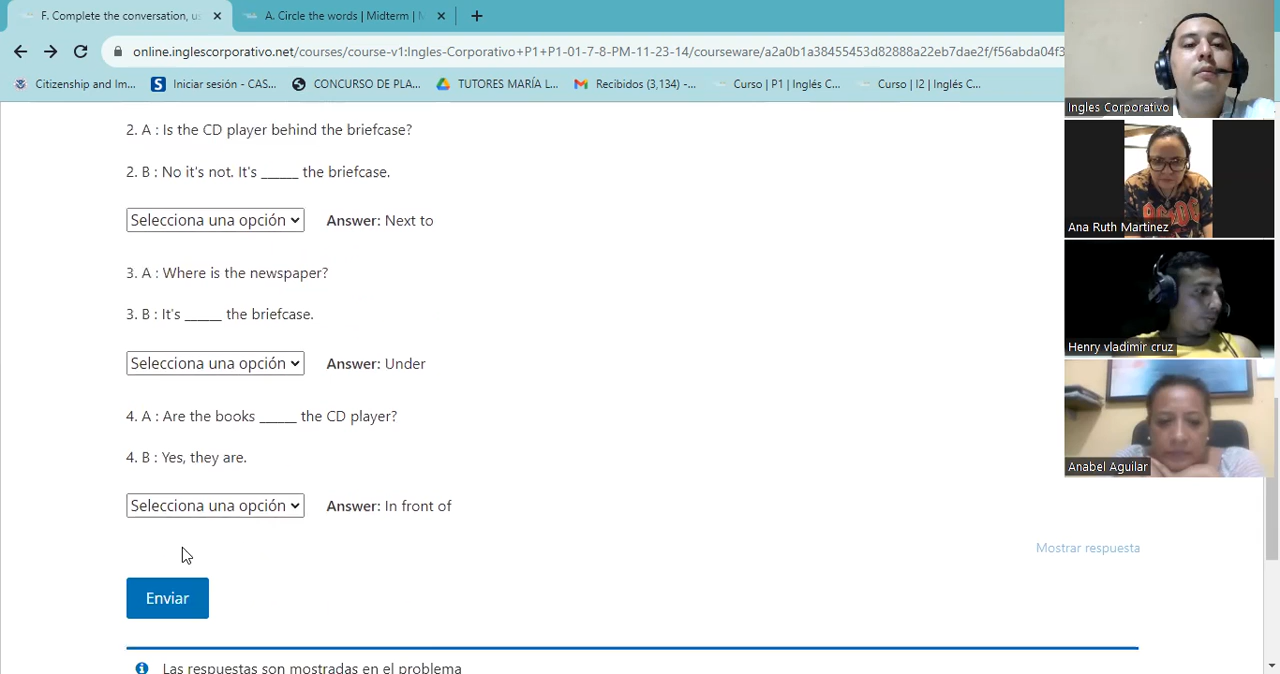 F. Complete the conversation, us
A. Circle the words | Midterm |
online.inglescorporativo.net/courses/course-v1:Ingles-Corporativo+P1+P1-01-7-8-PM-11-23-14/courseware/a2a0b1a38455453d82888a22eb7dae2f/f56abda04f3
Citizenship and Im...
Iniciar sesión - CAS...
CONCURSO DE PLA...
TUTORES MARÍA L...
Recibidos (3,134) -...
Curso | P1 | Inglés C...
Curso | I2 | Inglés C...
Ingles Corporativo
2. A : Is the CD player behind the briefcase?
2. B : No it's not. It's ______ the briefcase.
Selecciona una opción Answer: Next to
Ana Ruth Martinez
3. A : Where is the newspaper?
3. B : It's ______ the briefcase.
Henry vladimir cruz
Selecciona una opción Answer: Under
4. A : Are the books ______ the CD player?
4. B : Yes, they are.
Anabel Aguilar
Selecciona una opción Answer: In front of
Mostrar respuesta
Enviar
Las respuestas son mostradas en el problema